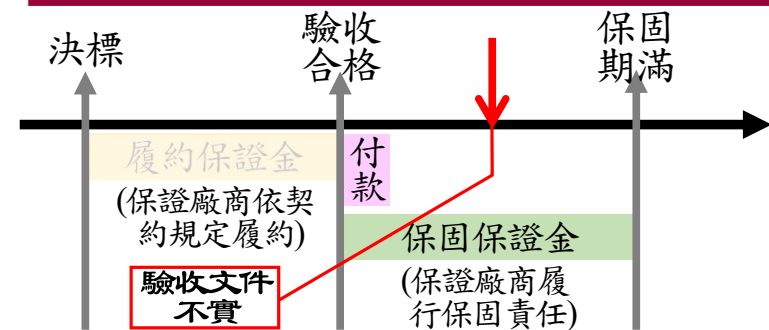 決標
驗收
合格
保固
期滿
履約保證金
付
款
(保證廠商依契
約規定履約)
保固保證金
(保證廠商履
行保固責任)
驗收文件
不實